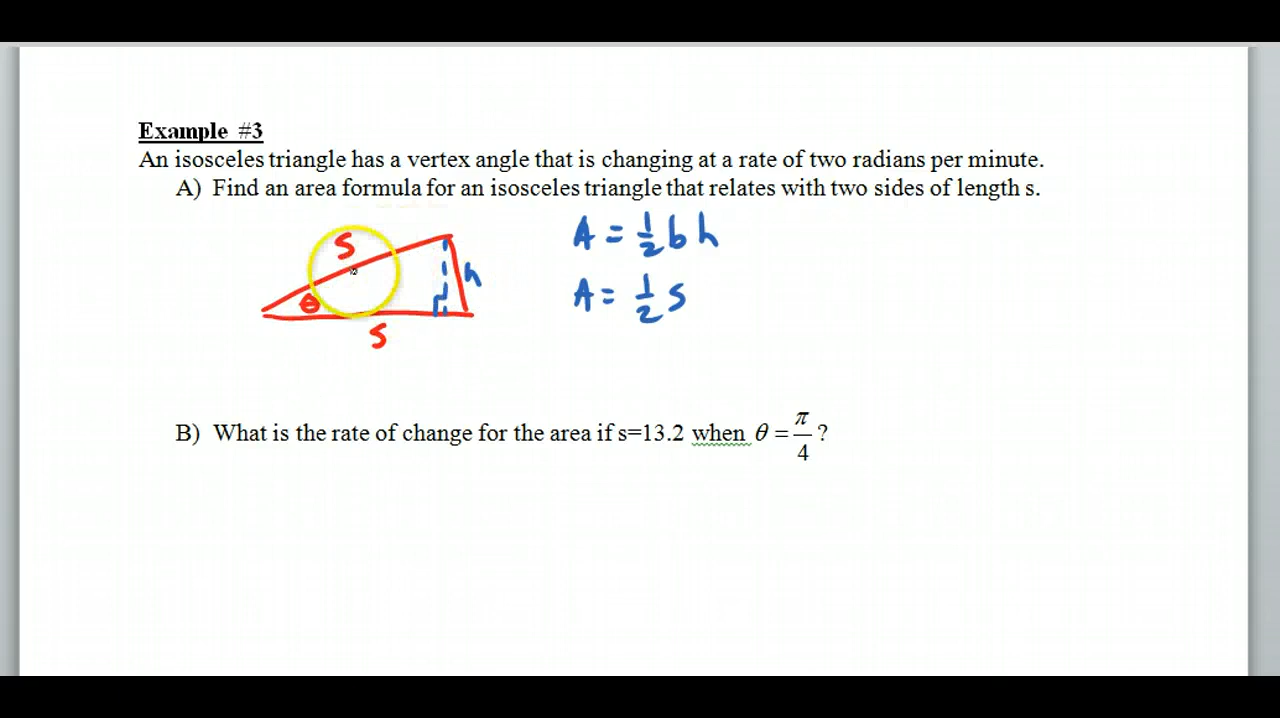 Example #3
An isosceles triangle has a vertex angle that is changing at a rate of two radians per minute.
A) Find an area formula for an isosceles triangle that relates with two sides of length s.
S
A = 1/2 b h
θ
h
A = 1/2 s
S
B) What is the rate of change for the area if s=13.2 when θ = π/4 ?